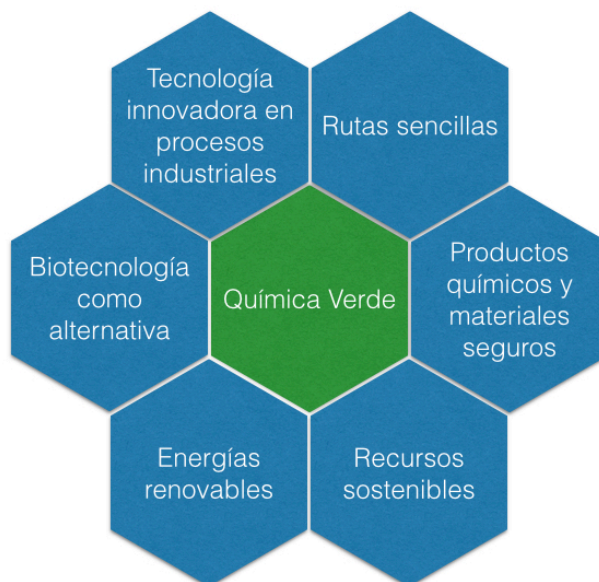 Tecnología
innovadora en
procesos
industriales
Rutas sencillas
Biotecnología
como
alternativa
Química Verde
Productos
químicos y
materiales
seguros
Energías
renovables
Recursos
sostenibles